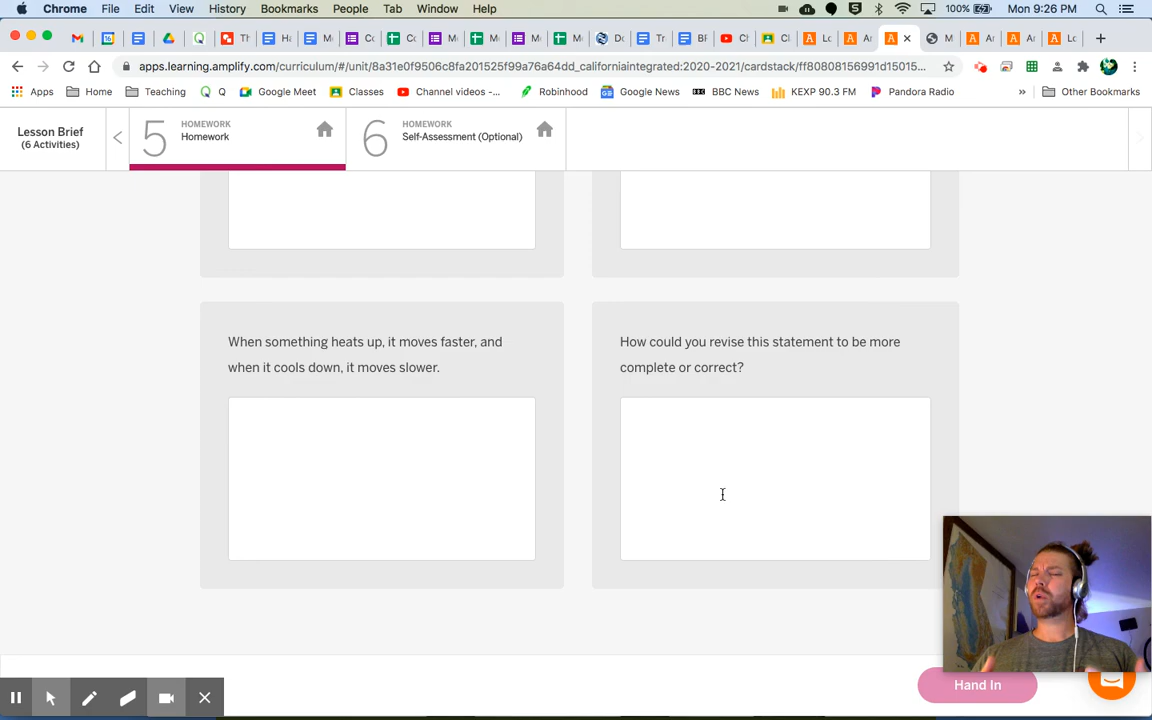 Chrome File Edit View History Bookmarks People Tab Window Help
100% Mon 9:26 PM
apps.learning.amplify.com/curriculum/#/unit/8a31e0f9506c8fa201525f99a76a64dd_californiaintegrated:2020-2021/cardstack/ff80808156991d15015...
Apps Home Teaching Q Google Meet Classes Channel videos -... Robinhood Google News BBC News KEXP 90.3 FM Pandora Radio » Other Bookmarks
Lesson Brief
(6 Activities)
5
HOMEWORK
Homework
6
HOMEWORK
Self-Assessment (Optional)
When something heats up, it moves faster, and
when it cools down, it moves slower.
How could you revise this statement to be more
complete or correct?
Hand In